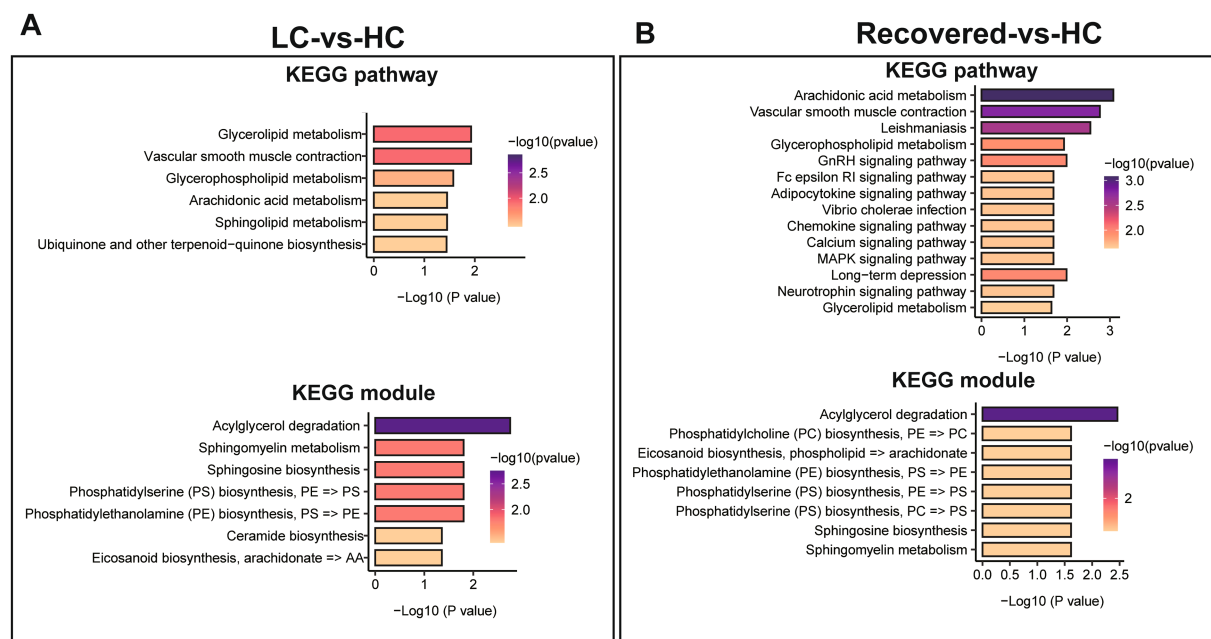 A
LC-vs-HC
KEGG pathway
Glycerolipid metabolism
Vascular smooth muscle contraction
Glycerophospholipid metabolism
Arachidonic acid metabolism
Sphingolipid metabolism
Ubiquinone and other terpenoid−quinone biosynthesis
0 1 2
−Log10 (P value)
−log10(pvalue)
2.5
2.0
KEGG module
Acylglycerol degradation
Sphingomyelin metabolism
Sphingosine biosynthesis
Phosphatidylserine (PS) biosynthesis, PE => PS
Phosphatidylethanolamine (PE) biosynthesis, PS => PE
Ceramide biosynthesis
Eicosanoid biosynthesis, arachidonate => AA
0 1 2
−Log10 (P value)
−log10(pvalue)
2.5
2.0
B
Recovered-vs-HC
KEGG pathway
Arachidonic acid metabolism
Vascular smooth muscle contraction
Leishmaniasis
Glycerophospholipid metabolism
GnRH signaling pathway
Fc epsilon RI signaling pathway
Adipocytokine signaling pathway
Vibrio cholerae infection
Chemokine signaling pathway
Calcium signaling pathway
MAPK signaling pathway
Long−term depression
Neurotrophin signaling pathway
Glycerolipid metabolism
0 1 2 3
−Log10 (P value)
−log10(pvalue)
3.0
2.5
2.0
KEGG module
Acylglycerol degradation
Phosphatidylcholine (PC) biosynthesis, PE => PC
Eicosanoid biosynthesis, phospholipid => arachidonate
Phosphatidylethanolamine (PE) biosynthesis, PS => PE
Phosphatidylserine (PS) biosynthesis, PE => PS
Phosphatidylserine (PS) biosynthesis, PC => PS
Sphingosine biosynthesis
Sphingomyelin metabolism
0.0 0.5 1.0 1.5 2.0 2.5
−Log10 (P value)
−log10(pvalue)
2